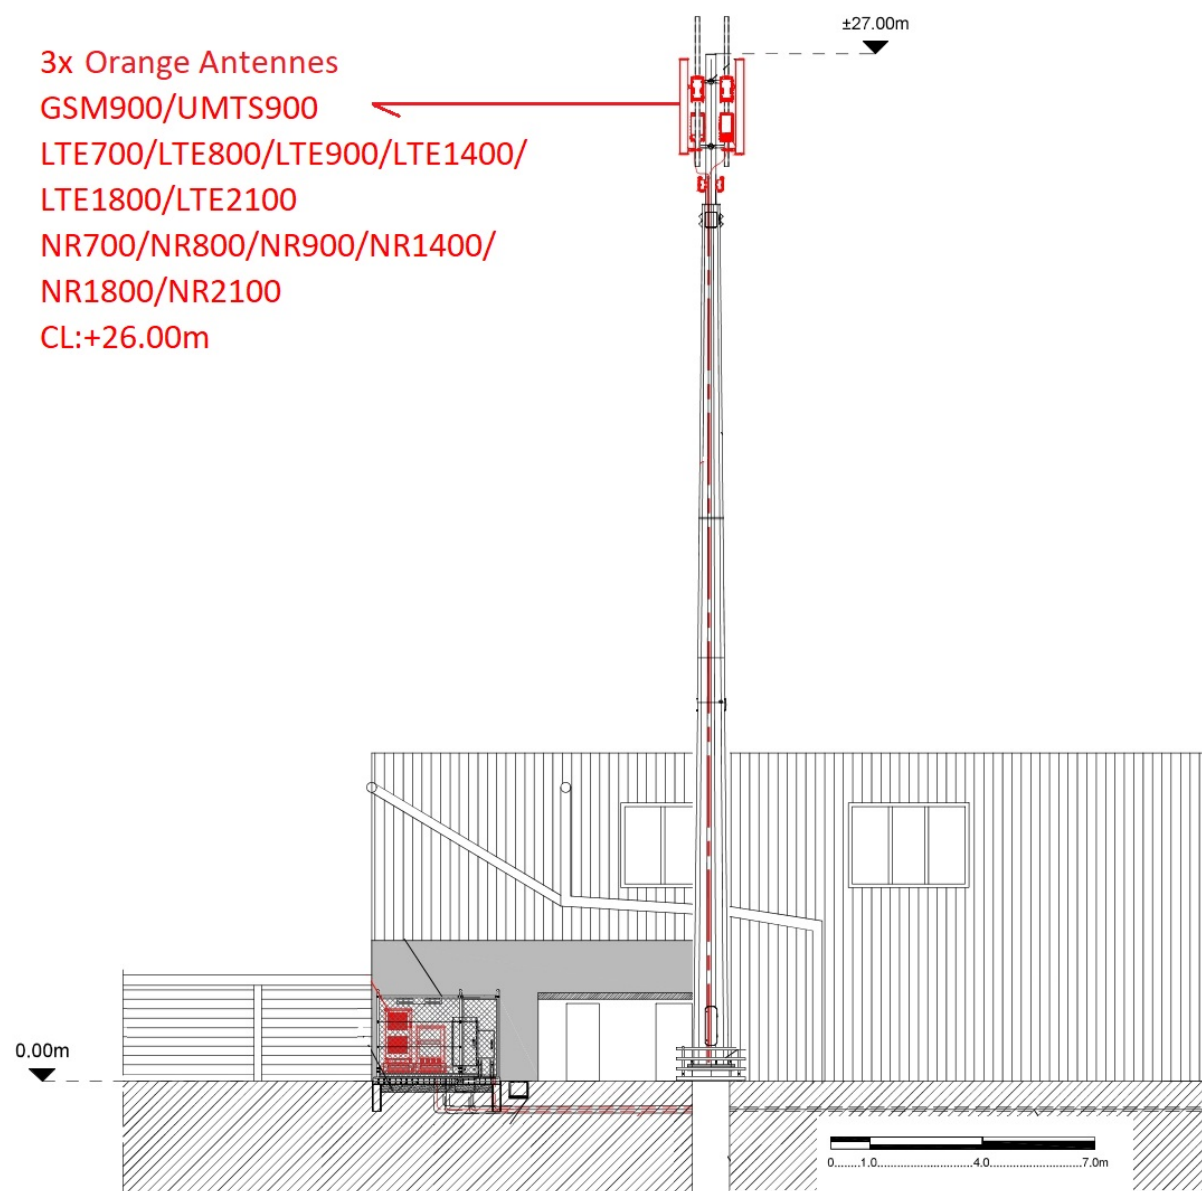 ±27.00m
3x Orange Antennes
GSM900/UMTS900
LTE700/LTE800/LTE900/LTE1400/
LTE1800/LTE2100
NR700/NR800/NR900/NR1400/
NR1800/NR2100
CL:+26.00m
0.00m
0.......1.0.......................4.0......................7.0m